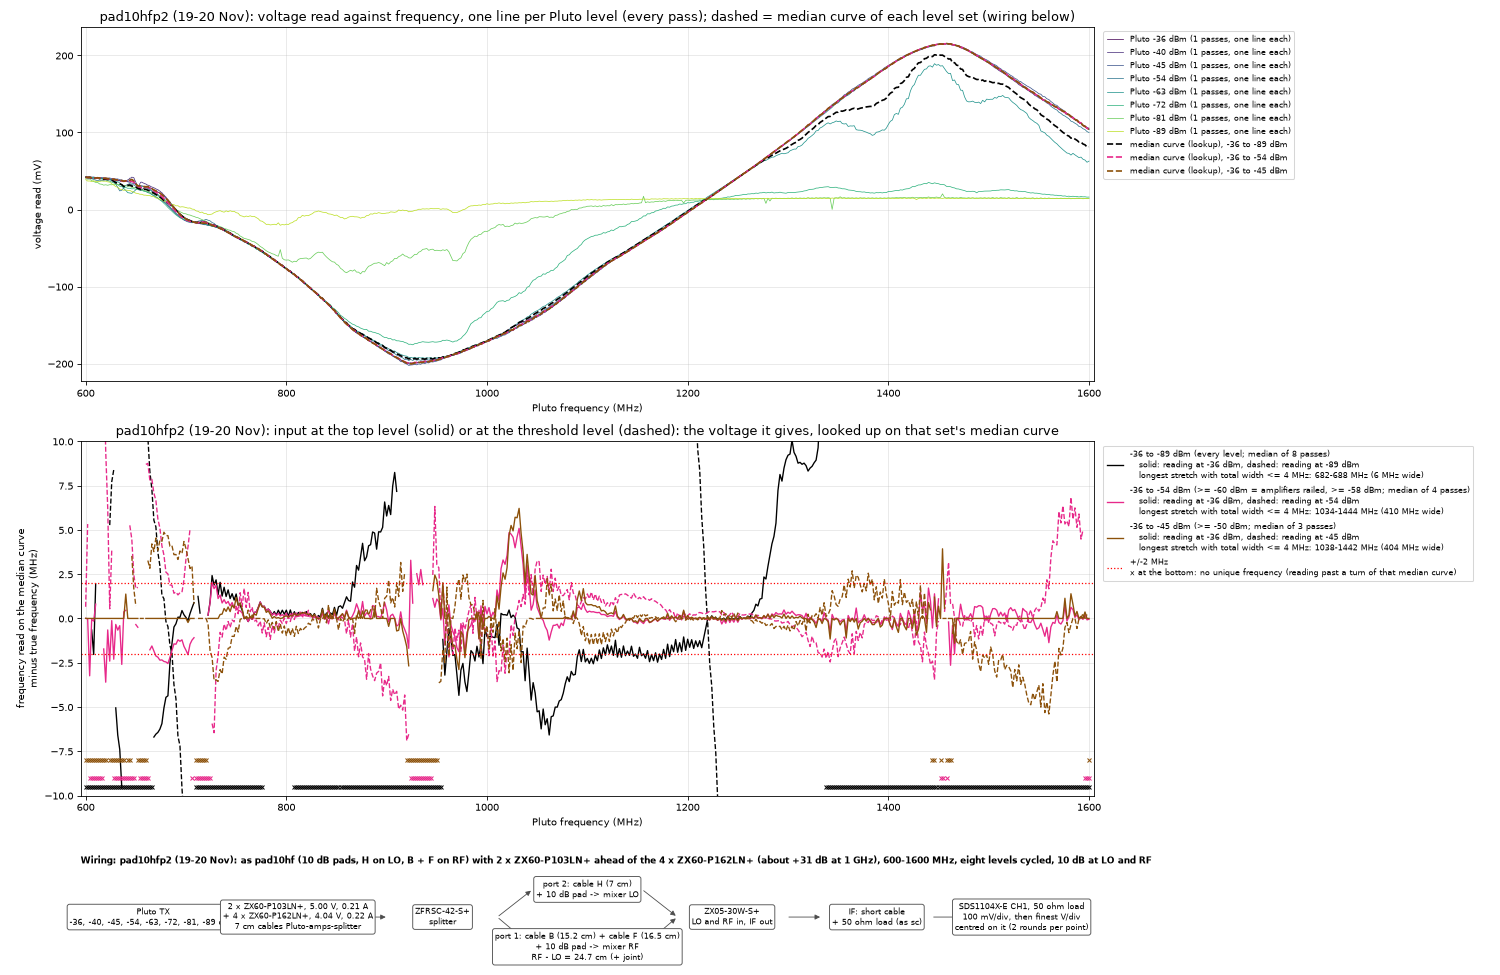 pad10hfp2 (19-20 Nov): voltage read against frequency, one line per Pluto level (every pass); dashed = median curve of each level set (wiring below)
voltage read (mV)
200
100
0
−100
−200
600
800
1000
1200
1400
1600
Pluto frequency (MHz)
Pluto -36 dBm (1 passes, one line each)
Pluto -40 dBm (1 passes, one line each)
Pluto -45 dBm (1 passes, one line each)
Pluto -54 dBm (1 passes, one line each)
Pluto -63 dBm (1 passes, one line each)
Pluto -72 dBm (1 passes, one line each)
Pluto -81 dBm (1 passes, one line each)
Pluto -89 dBm (1 passes, one line each)
median curve (lookup), -36 to -89 dBm
median curve (lookup), -36 to -54 dBm
median curve (lookup), -36 to -45 dBm
pad10hfp2 (19-20 Nov): input at the top level (solid) or at the threshold level (dashed): the voltage it gives, looked up on that set's median curve
frequency read on the median curve
minus true frequency (MHz)
10.0
7.5
5.0
2.5
0.0
−2.5
−5.0
−7.5
−10.0
600
800
1000
1200
1400
1600
Pluto frequency (MHz)
-36 to -89 dBm (every level; median of 8 passes)
solid: reading at -36 dBm, dashed: reading at -89 dBm
longest stretch with total width <= 4 MHz: 682-688 MHz (6 MHz wide)
-36 to -54 dBm (>= -60 dBm = amplifiers railed, >= -58 dBm; median of 4 passes)
solid: reading at -36 dBm, dashed: reading at -54 dBm
longest stretch with total width <= 4 MHz: 1034-1444 MHz (410 MHz wide)
-36 to -45 dBm (>= -50 dBm; median of 3 passes)
solid: reading at -36 dBm, dashed: reading at -45 dBm
longest stretch with total width <= 4 MHz: 1038-1442 MHz (404 MHz wide)
+/-2 MHz
x at the bottom: no unique frequency (reading past a turn of that median curve)
Wiring: pad10hfp2 (19-20 Nov): as pad10hf (10 dB pads, H on LO, B + F on RF) with 2 x ZX60-P103LN+ ahead of the 4 x ZX60-P162LN+ (about +31 dB at 1 GHz), 600-1600 MHz, eight levels cycled, 10 dB at LO and RF
Pluto TX
-36, -40, -45, -54, -63, -72, -81, -89
2 x ZX60-P103LN+, 5.00 V, 0.21 A
+ 4 x ZX60-P162LN+, 4.04 V, 0.22 A
7 cm cables Pluto-amps-splitter
ZFRSC-42-S+
splitter
port 2: cable H (7 cm)
+ 10 dB pad -> mixer LO
port 1: cable B (15.2 cm) + cable F (16.5 cm)
+ 10 dB pad -> mixer RF
RF - LO = 24.7 cm (+ joint)
ZX05-30W-S+
LO and RF in, IF out
IF: short cable
+ 50 ohm load (as sc)
SDS1104X-E CH1, 50 ohm load
100 mV/div, then finest V/div
centred on it (2 rounds per point)